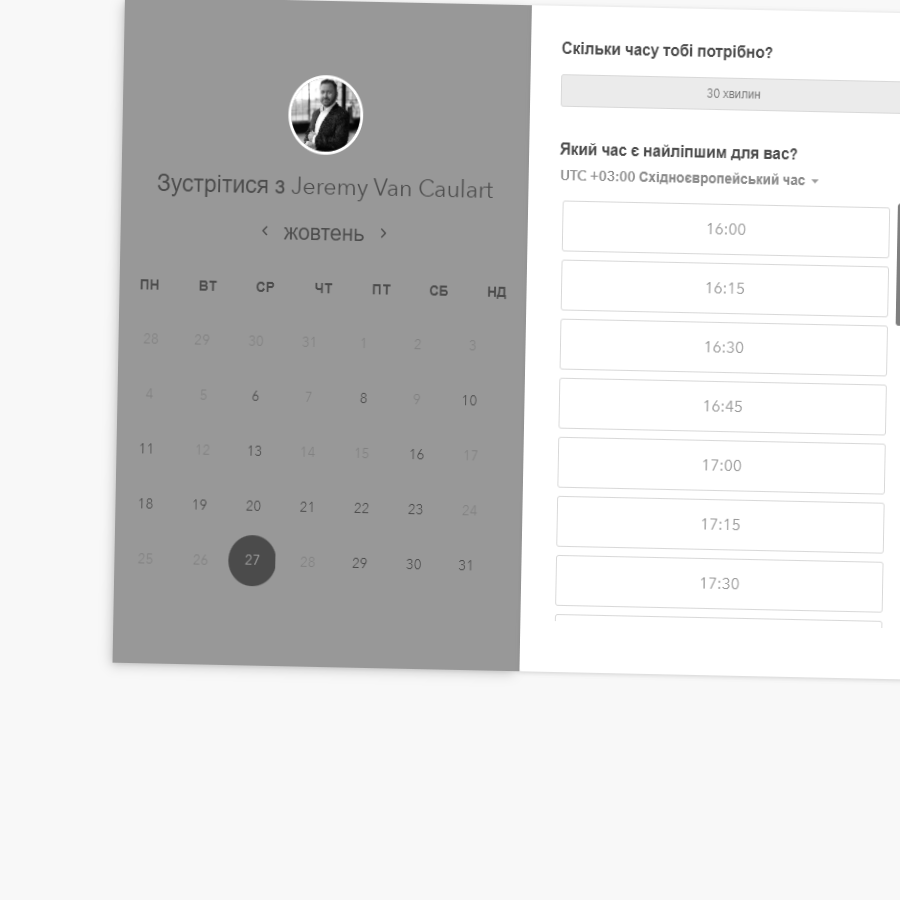 Зустрітися з Jeremy Van Caulart
жовтень
ПН ВТ СР ЧТ ПТ СБ НД
28 29 30 31 1 2 3
4 5 6 7 8 9 10
11 12 13 14 15 16 17
18 19 20 21 22 23 24
25 26 27 28 29 30 31
Скільки часу тобі потрібно?
30 хвилин
Який час є найліпшим для вас?
UTC +03:00 Східноєвропейський час
16:00
16:15
16:30
16:45
17:00
17:15
17:30